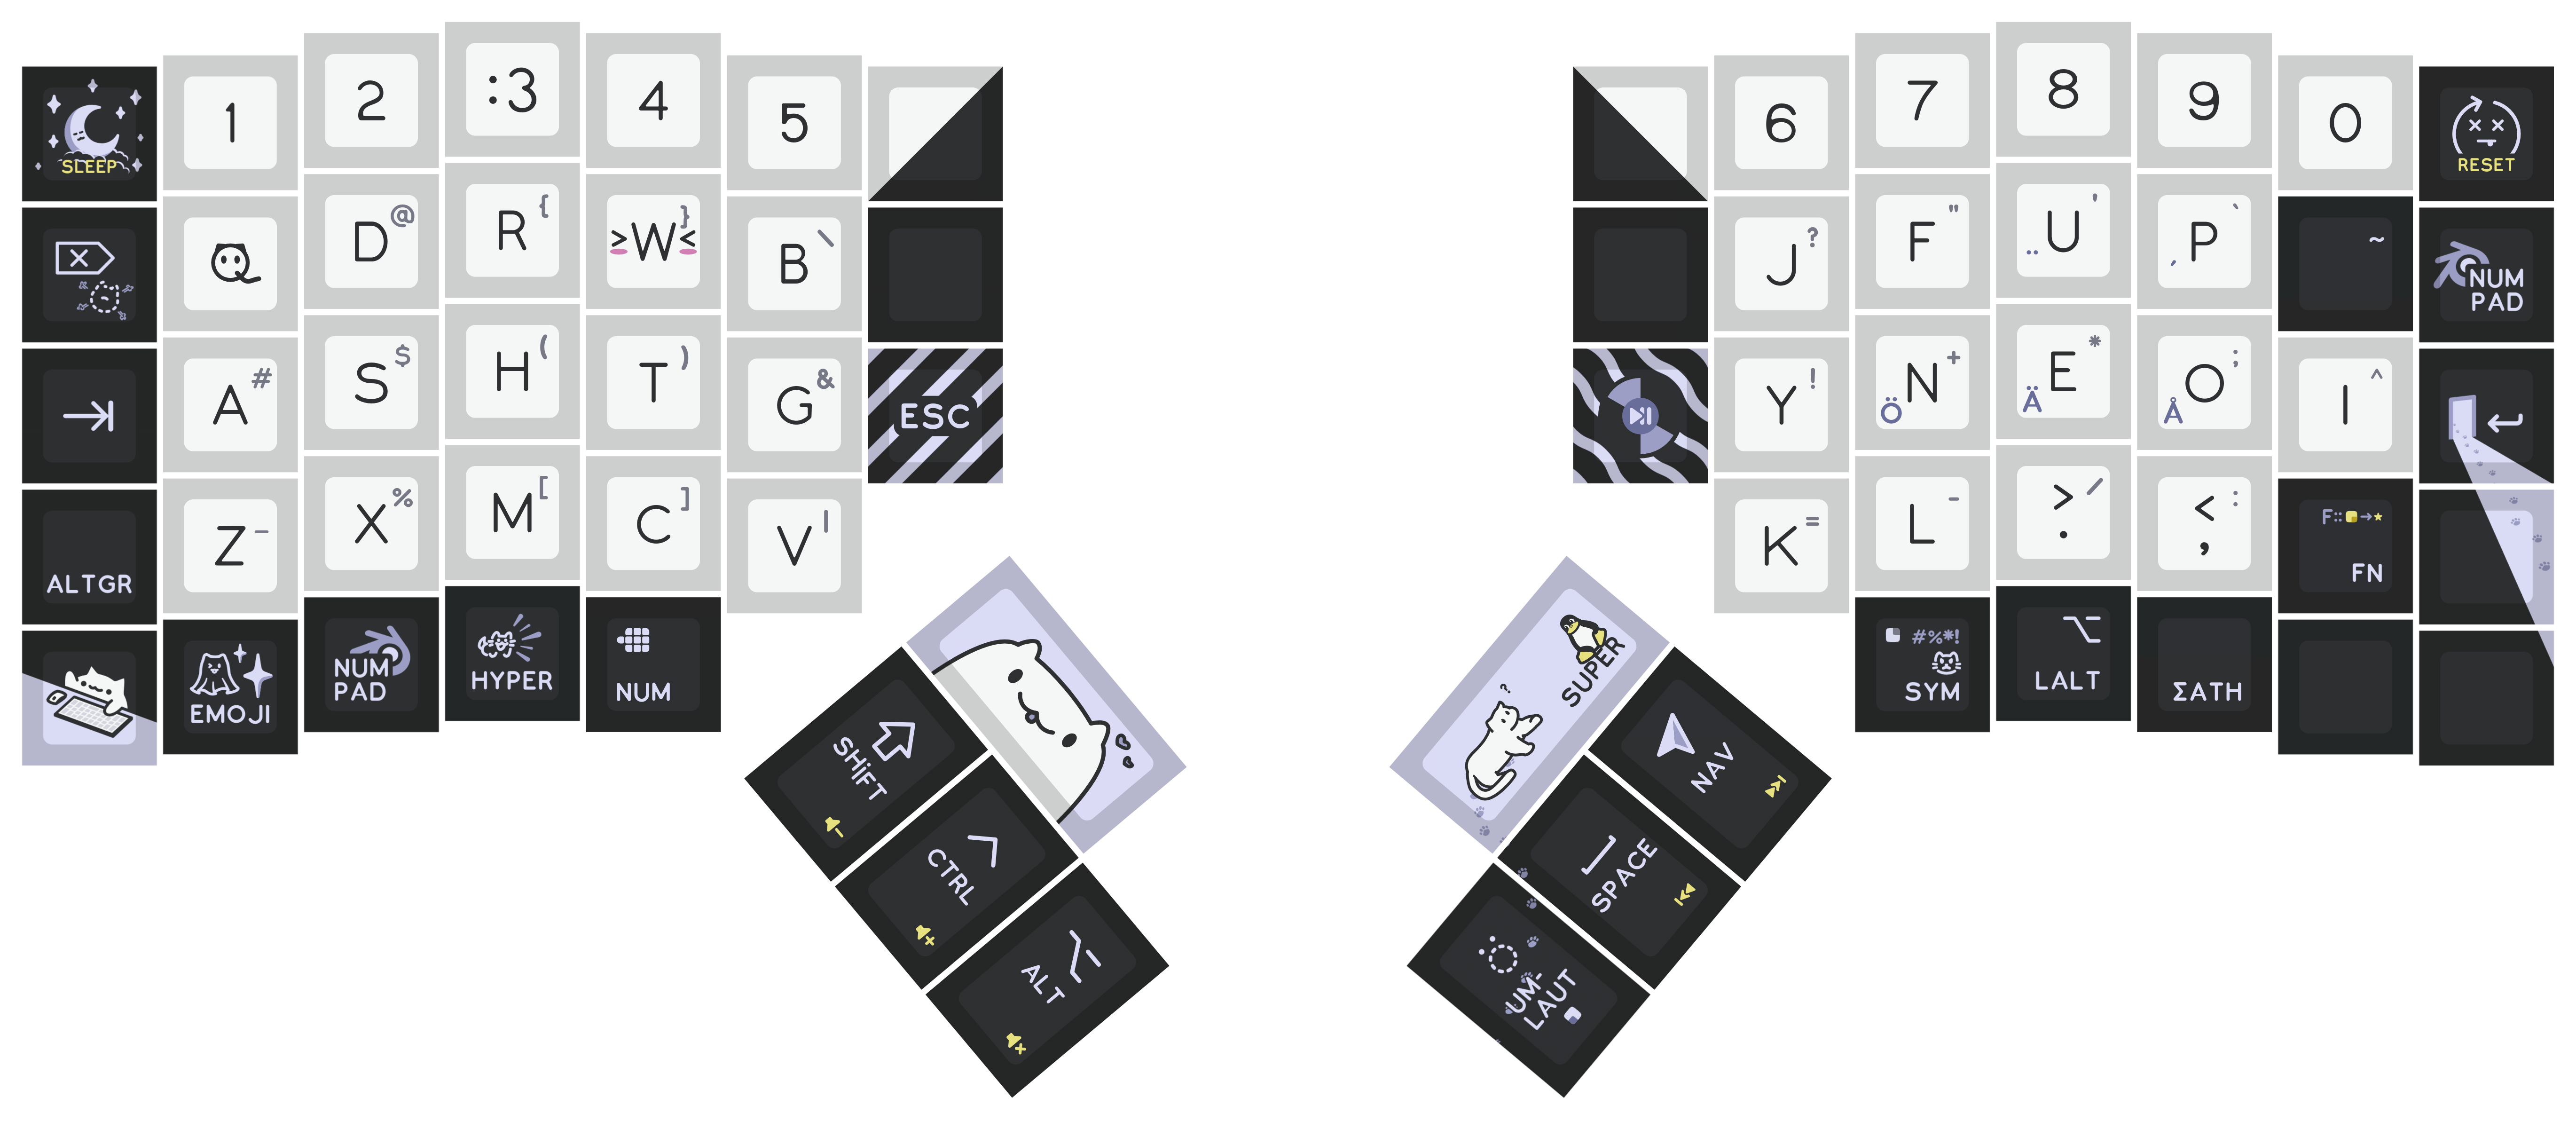 SLEEP 1 2 :3 4 5 6 7 8 9 0 RESET
Q D @ R { >W< } B \ J ? F " U ' ¨ P ` ´ ~ NUM PAD
A # S $ H ( T ) G & ESC Y ! N + Ö E * Ä O ; Å I ^
ALTGR Z _ X % M [ C ] V | K = L - > . / < , : F FN
EMOJI NUM PAD HYPER NUM #%*! SYM LALT ΣATH
SHiFT SUPER NAV
CTRL SPACE
ALT UM-
LAUT
?